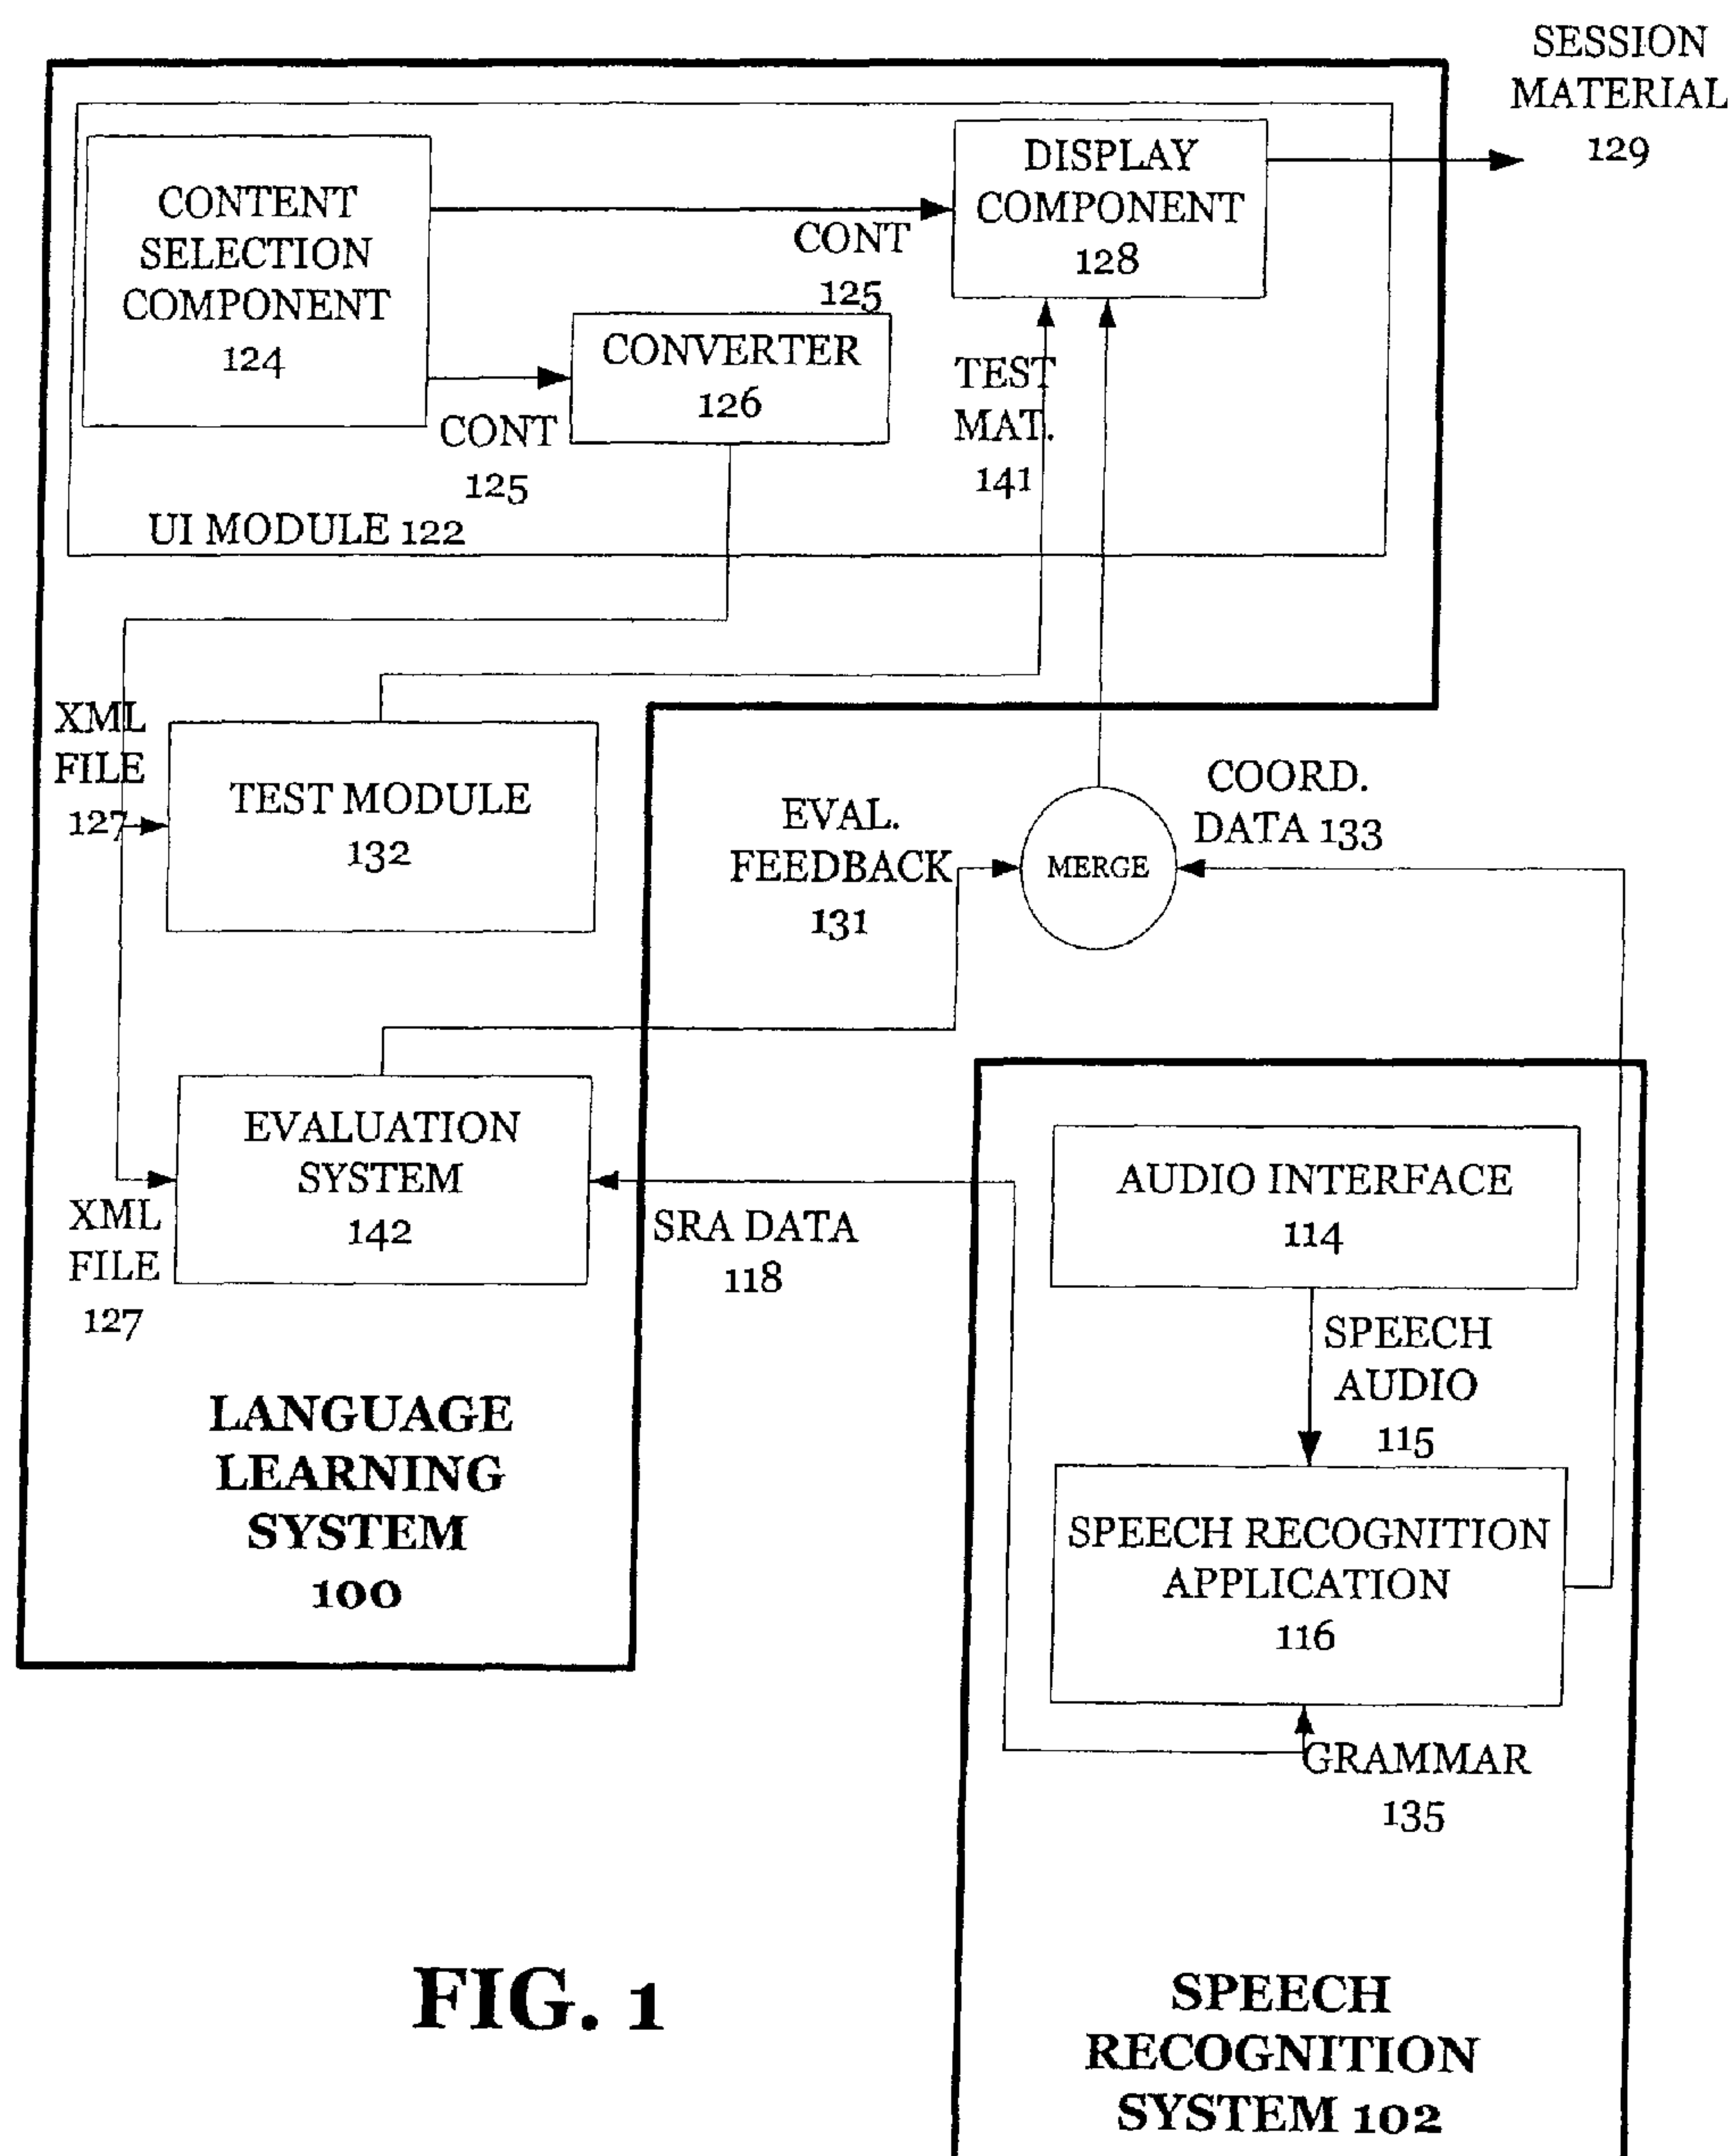 SESSION
MATERIAL
129
CONTENT
SELECTION
COMPONENT
124
CONT
125
DISPLAY
COMPONENT
128
CONVERTER
126
CONT
125
TEST
MAT.
141
UI MODULE 122
XML
FILE
127
TEST MODULE
132
EVAL.
FEEDBACK
131
MERGE
COORD.
DATA 133
EVALUATION
SYSTEM
142
XML
FILE
127
SRA DATA
118
AUDIO INTERFACE
114
SPEECH
AUDIO
115
SPEECH RECOGNITION
APPLICATION
116
GRAMMAR
135
LANGUAGE
LEARNING
SYSTEM
100
FIG. 1
SPEECH
RECOGNITION
SYSTEM 102